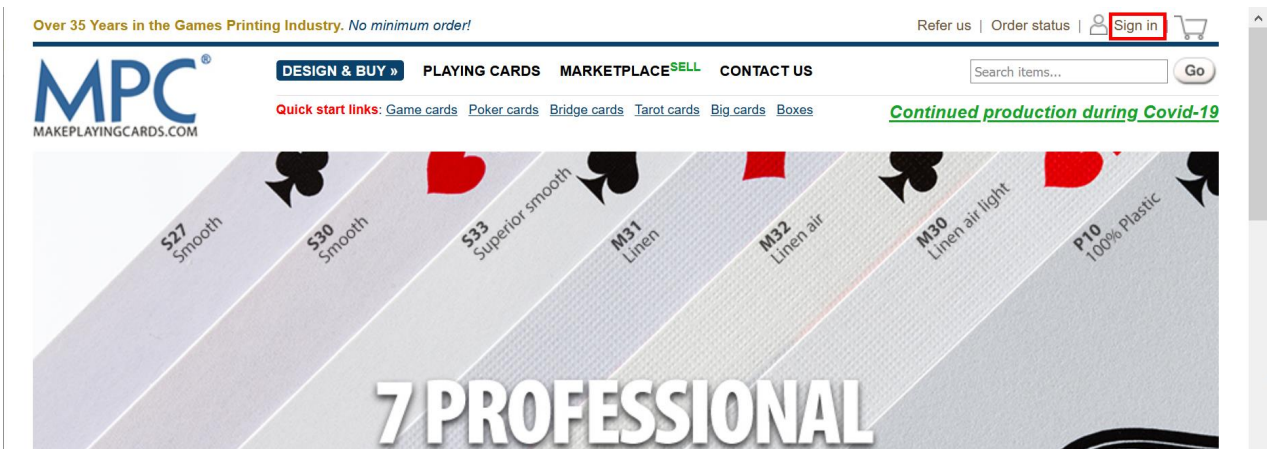 Over 35 Years in the Games Printing Industry. No minimum order!
Refer us | Order status | Sign in |
MPC®
MAKEPLAYINGCARDS.COM
DESIGN & BUY » PLAYING CARDS MARKETPLACE SELL CONTACT US
Search items... Go
Quick start links: Game cards Poker cards Bridge cards Tarot cards Big cards Boxes
Continued production during Covid-19
S27
Smooth
S30
Smooth
S33
Superior smooth
M31
Linen
M32
Linen air
M30
Linen air light
P10
100% Plastic
7 PROFESSIONAL